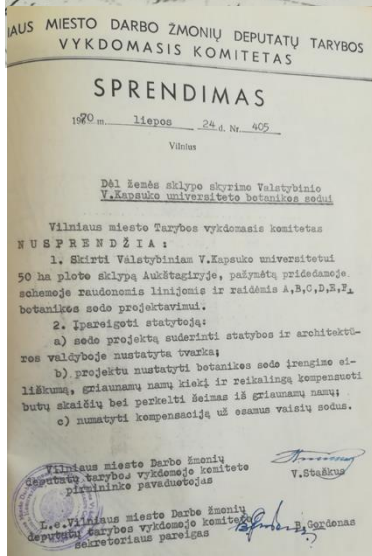 IAUS MIESTO DARBO ŽMONIŲ DEPUTATŲ TARYBOS
VYKDOMASIS KOMITETAS
SPRENDIMAS
1970 m. liepos 24 d. Nr. 405
Vilnius
Dėl žemės sklypo skyrimo Valstybinio
V.Kapsuko universiteto botanikos sodui
Vilniaus miesto Tarybos vykdomasis komitetas
NUSPRENDŽIA:
1. Skirti Valstybiniam V.Kapsuko universitetui
50 ha ploto sklypą Aukštagiryje, pažymėtą pridedamoje
schemoje raudonomis linijomis ir raidėmis A,B,C,D,E,F,
botanikos sodo projektavimui.
2. Įpareigoti statytoją:
a) sodo projektą suderinti statybos ir architektū-
ros valdyboje nustatyta tvarka;
b) projektu nustatyti botanikos sodo įrengimo ei-
liškumą, griaunamų namų kiekį ir reikalingą kompensuoti
butų skaičių bei perkelti šeimas iš griaunamų namų;
c) numatyti kompensaciją už esamus vaisių sodus.
Vilniaus miesto Darbo žmonių
deputatų tarybos vykdomojo komiteto
pirmininko pavaduotojas
V.Staškus
L.e.Vilniaus miesto Darbo žmonių
deputatų tarybos vykdomojo komiteto
sekretoriaus pareigas
B.Gordonas